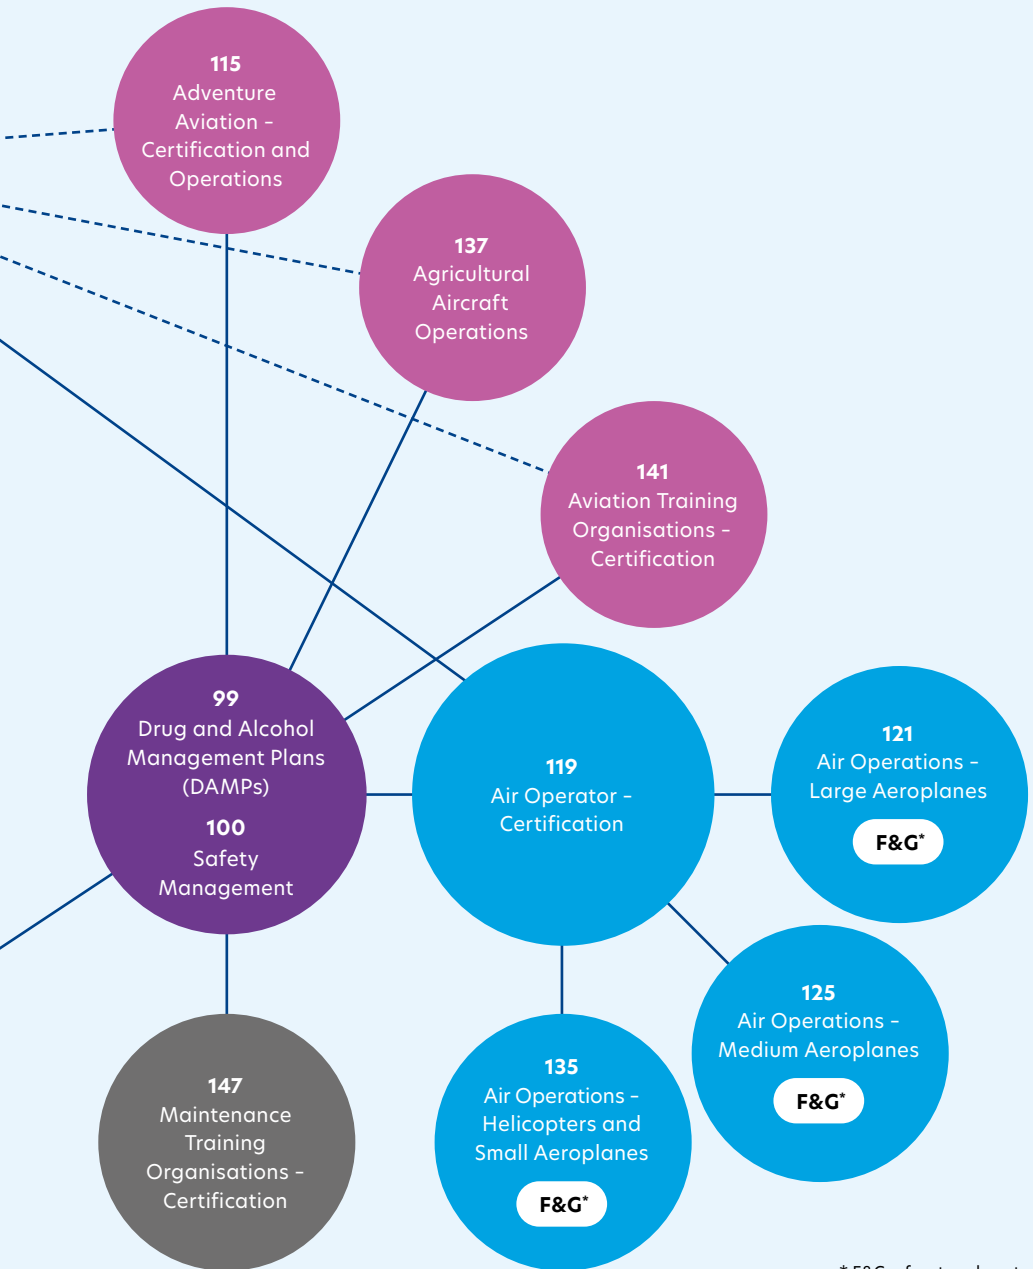 115
Adventure
Aviation –
Certification and
Operations
137
Agricultural
Aircraft
Operations
141
Aviation Training
Organisations –
Certification
99
Drug and Alcohol
Management Plans
(DAMPs)
100
Safety
Management
119
Air Operator –
Certification
121
Air Operations –
Large Aeroplanes
F&G*
125
Air Operations –
Medium Aeroplanes
F&G*
135
Air Operations –
Helicopters and
Small Aeroplanes
F&G*
147
Maintenance
Training
Organisations –
Certification